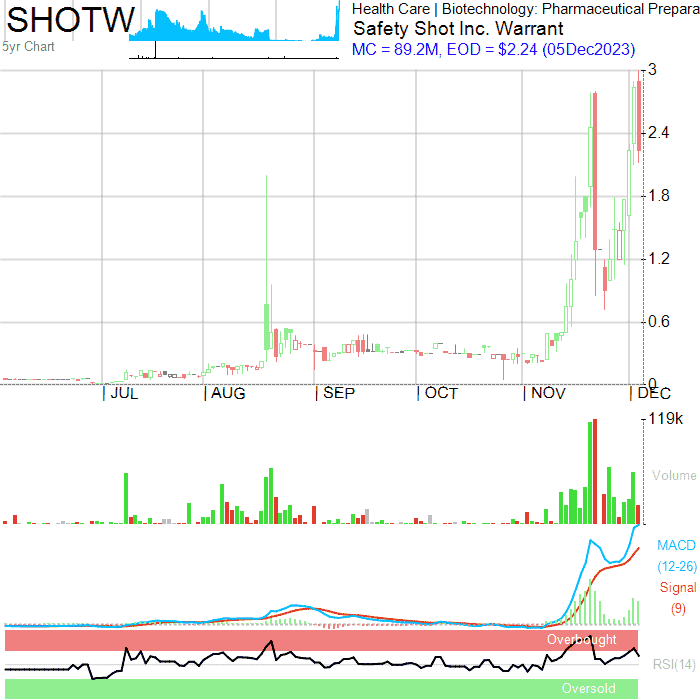 SHOTW
5yr Chart
Health Care | Biotechnology: Pharmaceutical Prepara
Safety Shot Inc. Warrant
MC = 89.2M, EOD = $2.24 (05Dec2023)
3
2.4
1.8
1.2
0.6
0
JUL AUG SEP OCT NOV DEC
119k
Volume
MACD
(12-26)
Signal
(9)
Overbought
RSI(14)
Oversold